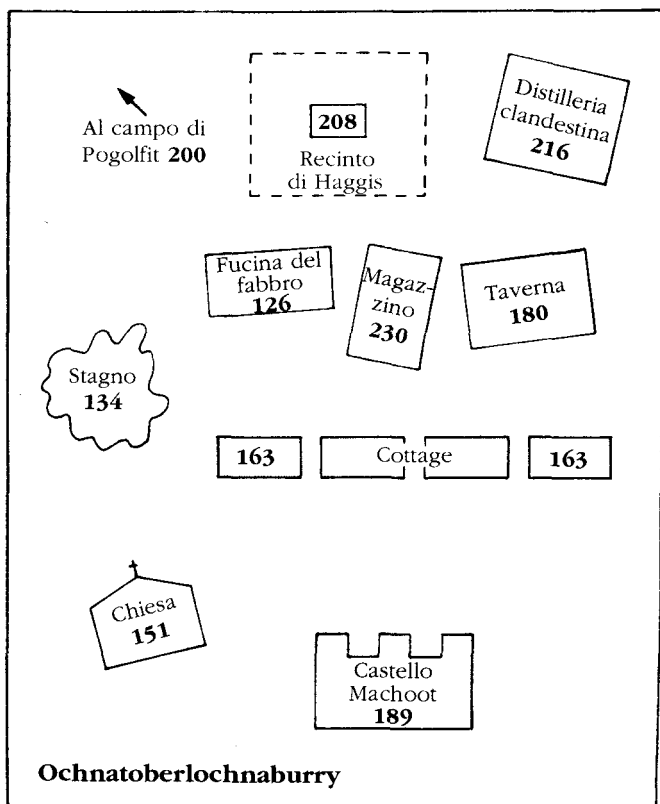 Al campo di
Pogolfit 200
208
Recinto
di Haggis
Distilleria
clandestina
216
Fucina del
fabbro
126
Magaz-
zino
230
Taverna
180
Stagno
134
163
Cottage
163
Chiesa
151
Castello
Machoot
189
Ochnatoberlochnaburry